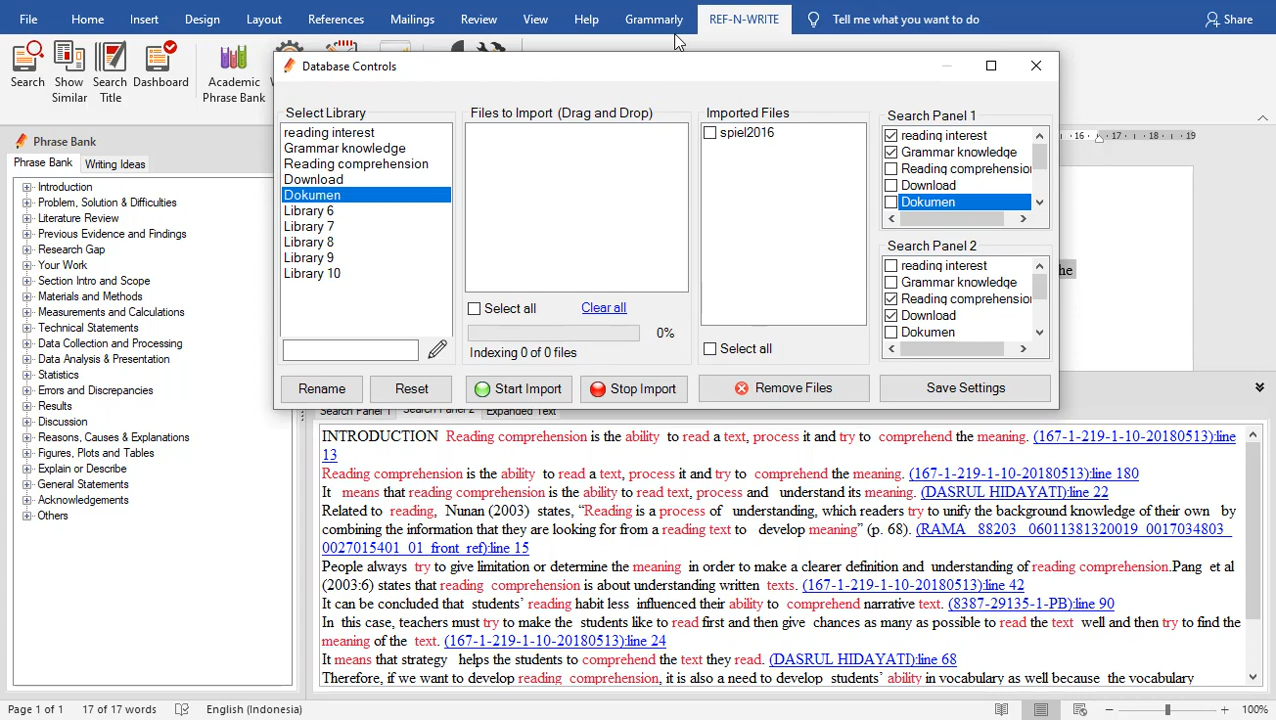 File Home Insert Design Layout References Mailings Review View Help Grammarly REF-N-WRITE Tell me what you want to do Share
Search
Show Similar
Search Title
Dashboard
Academic Phrase Bank
Database Controls
Select Library
reading interest
Grammar knowledge
Reading comprehension
Download
Dokumen
Library 6
Library 7
Library 8
Library 9
Library 10
Rename Reset
Files to Import (Drag and Drop)
Select all Clear all
0%
Indexing 0 of 0 files
Start Import Stop Import
Imported Files
spiel2016
Select all
Remove Files
Search Panel 1
reading interest
Grammar knowledge
Reading comprehension
Download
Dokumen
Search Panel 2
reading interest
Grammar knowledge
Reading comprehension
Download
Dokumen
Save Settings
16 17 18 19
he
Phrase Bank
Phrase Bank Writing Ideas
Introduction
Problem, Solution & Difficulties
Literature Review
Previous Evidence and Findings
Research Gap
Your Work
Section Intro and Scope
Materials and Methods
Measurements and Calculations
Technical Statements
Data Collection and Processing
Data Analysis & Presentation
Statistics
Errors and Discrepancies
Results
Discussion
Reasons, Causes & Explanations
Figures, Plots and Tables
Explain or Describe
General Statements
Acknowledgements
Others
Search Panel 1 Search Panel 2 Expanded Text
INTRODUCTION Reading comprehension is the ability to read a text, process it and try to comprehend the meaning. (167-1-219-1-10-20180513):line
13
Reading comprehension is the ability to read a text, process it and try to comprehend the meaning. (167-1-219-1-10-20180513):line 180
It means that reading comprehension is the ability to read text, process and understand its meaning. (DASRUL HIDAYATI):line 22
Related to reading, Nunan (2003) states, “Reading is a process of understanding, which readers try to unify the background knowledge of their own by
combining the information that they are looking for from a reading text to develop meaning” (p. 68). (RAMA_88203_06011381320019_0017034803_
0027015401_01_front_ref):line 15
People always try to give limitation or determine the meaning in order to make a clearer definition and understanding of reading comprehension.Pang et al
(2003:6) states that reading comprehension is about understanding written texts. (167-1-219-1-10-20180513):line 42
It can be concluded that students’ reading habit less influenced their ability to comprehend narrative text. (8387-29135-1-PB):line 90
In this case, teachers must try to make the students like to read first and then give chances as many as possible to read the text well and then try to find the
meaning of the text. (167-1-219-1-10-20180513):line 24
It means that strategy helps the students to comprehend the text they read. (DASRUL HIDAYATI):line 68
Therefore, if we want to develop reading comprehension, it is also a need to develop students’ ability in vocabulary as well because the vocabulary
Page 1 of 1 17 of 17 words English (Indonesia) 100%